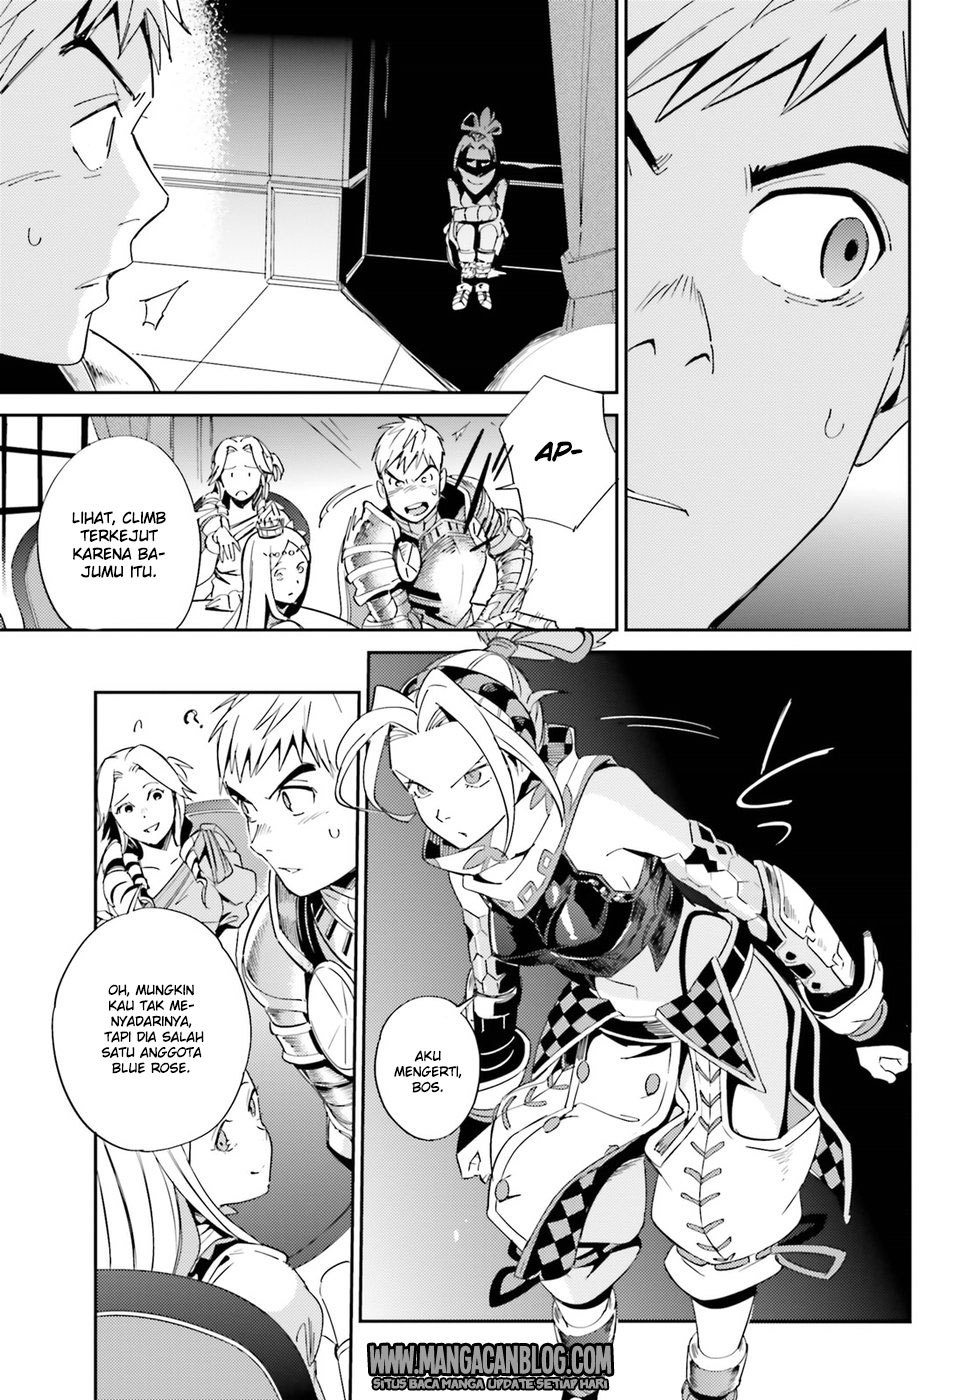 AP-
LIHAT, CLIMB
TERKEJUT
KARENA BA-
JUMU ITU.
?
AKU
MENGERTI,
BOS.
OH, MUNGKIN
KAU TAK ME-
NYADARINYA,
TAPI DIA SALAH
SATU ANGGOTA
BLUE ROSE.
WWW.MANGACANBLOG.COM
SITUS BACA MANGA UPDATE SETIAP HARI